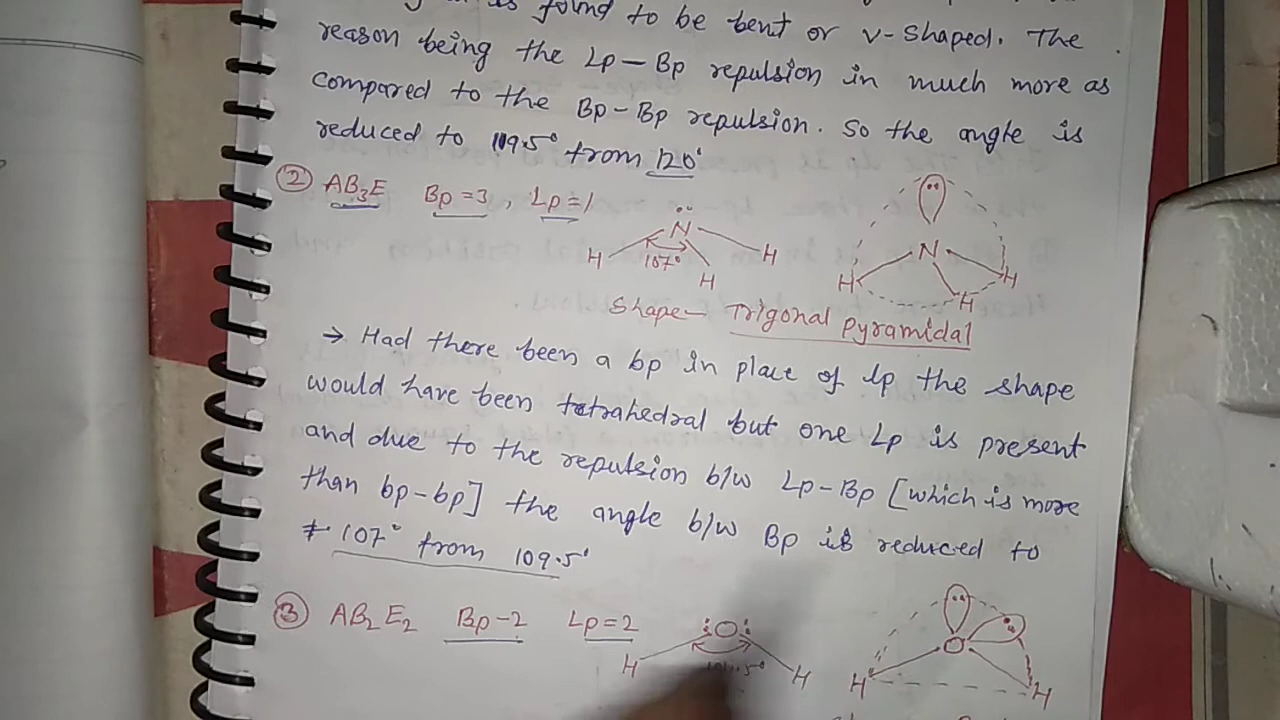 is found to be bent or V-Shaped. The
reason being the Lp-Bp repulsion in much more as
compared to the Bp-Bp repulsion. So the angle is
reduced to 119.5° from 120°
② AB₃E Bp=3, Lp=1
N
H H H
107°
N
H H H
Shape- Trigonal Pyramidal
→ Had there been a bp in place of lp the shape
would have been tetrahedral but one Lp is present
and due to the repulsion b/w Lp-Bp [which is more
than bp-bp] the angle b/w Bp is reduced to
107° from 109.5°
③ AB₂E₂ Bp-2 Lp=2
O
H H
O
H H